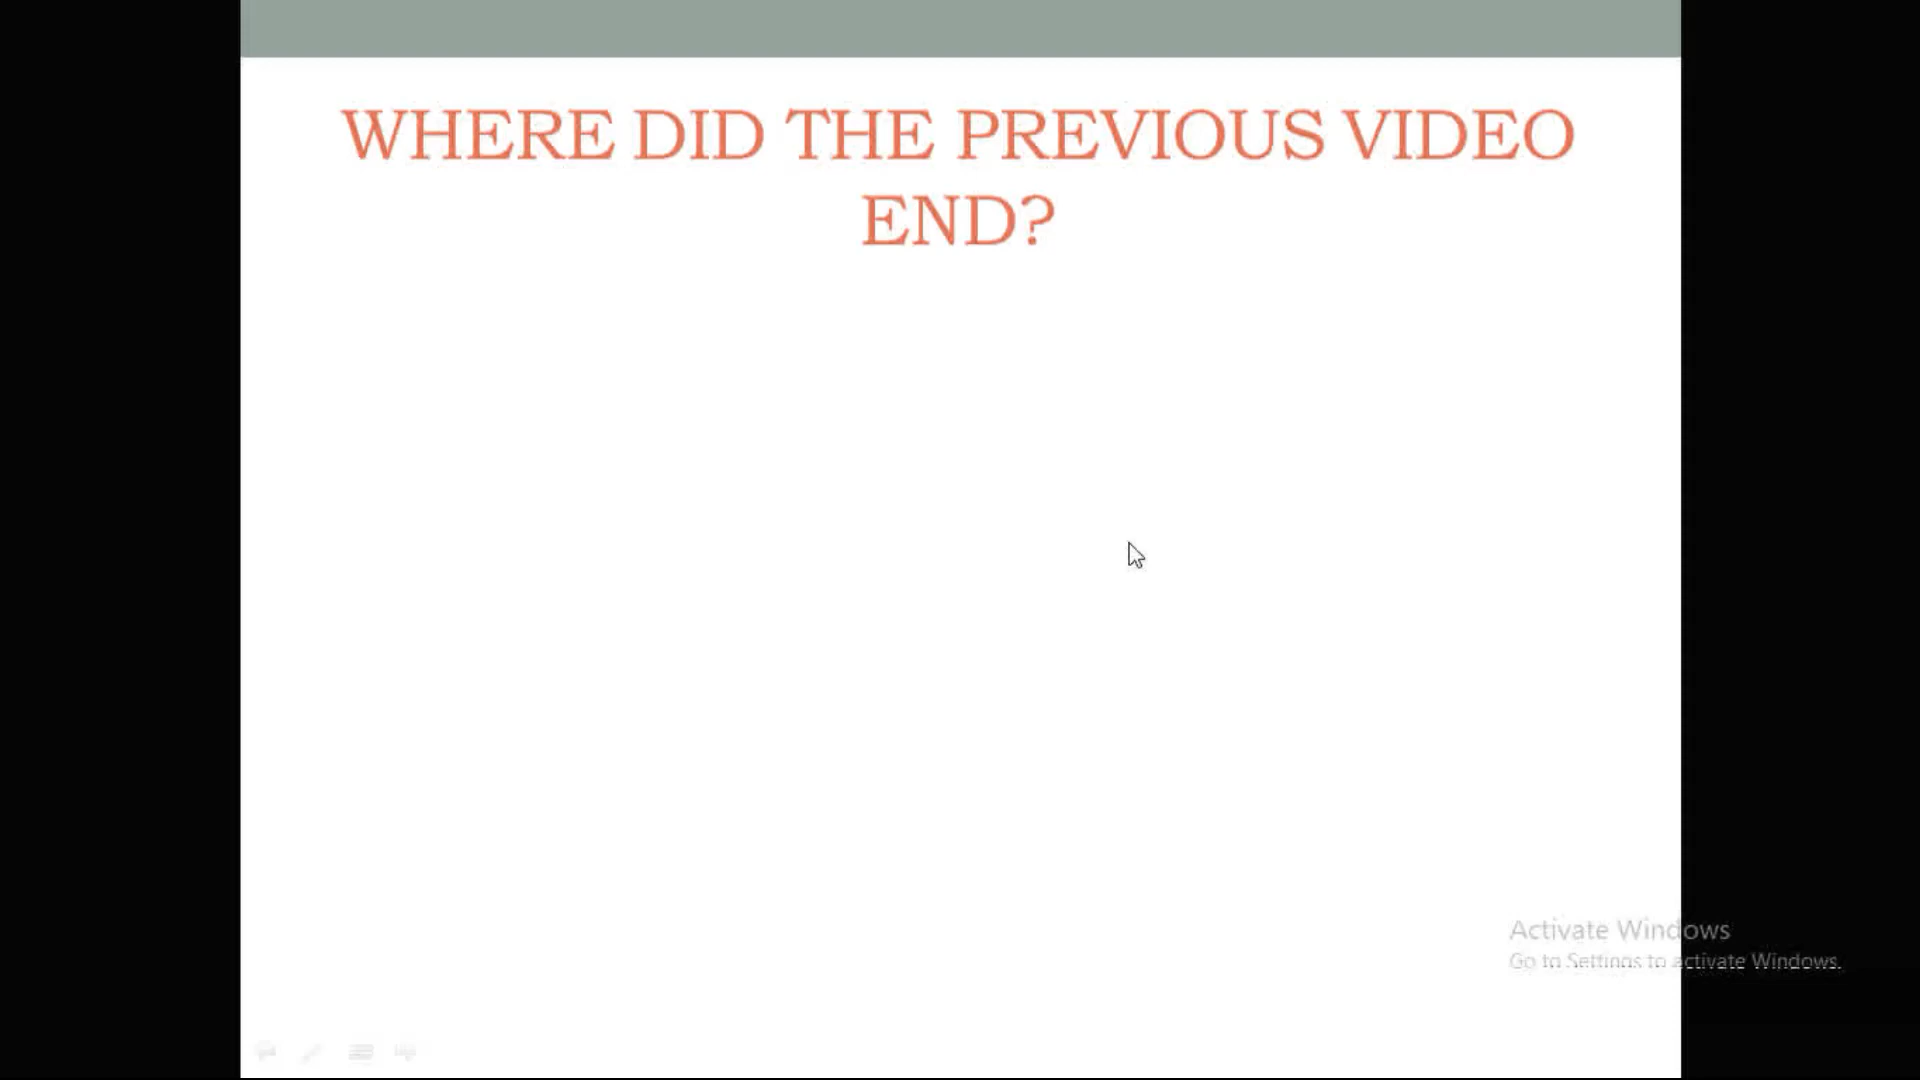 WHERE DID THE PREVIOUS VIDEO
END?
Activate Windows
Go to Settings to activate Windows.